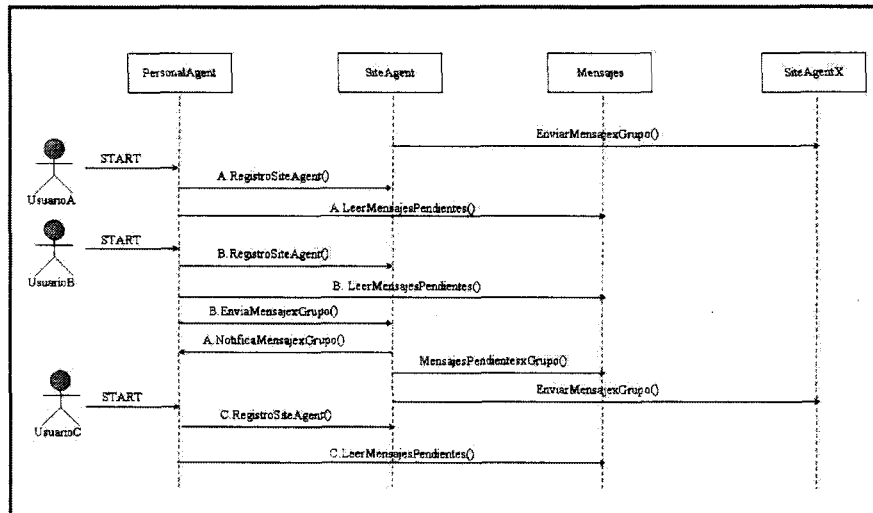 PersonalAgent
SiteAgent
Mensajes
SiteAgentX
EnviarMensajexGrupo()
START
UsuarioA
A.RegistroSiteAgent()
A.LeerMensajesPendientes()
START
UsuarioB
B.RegistroSiteAgent()
B. LeerMensajesPendientes()
B.EnviaMensajexGrupo()
A.NotificaMensajexGrupo()
MensajesPendientesxGrupo()
EnviarMensajexGrupo()
START
UsuarioC
C.RegistroSiteAgent()
C.LeerMensajesPendientes()